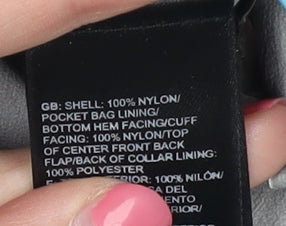 GB: SHELL: 100% NYLON/
POCKET BAG LINING/
BOTTOM HEM FACING/CUFF
FACING: 100% NYLON/TOP
OF CENTER FRONT BACK
FLAP/BACK OF COLLAR LINING:
100% POLYESTER
100% NILÓN/
DEL